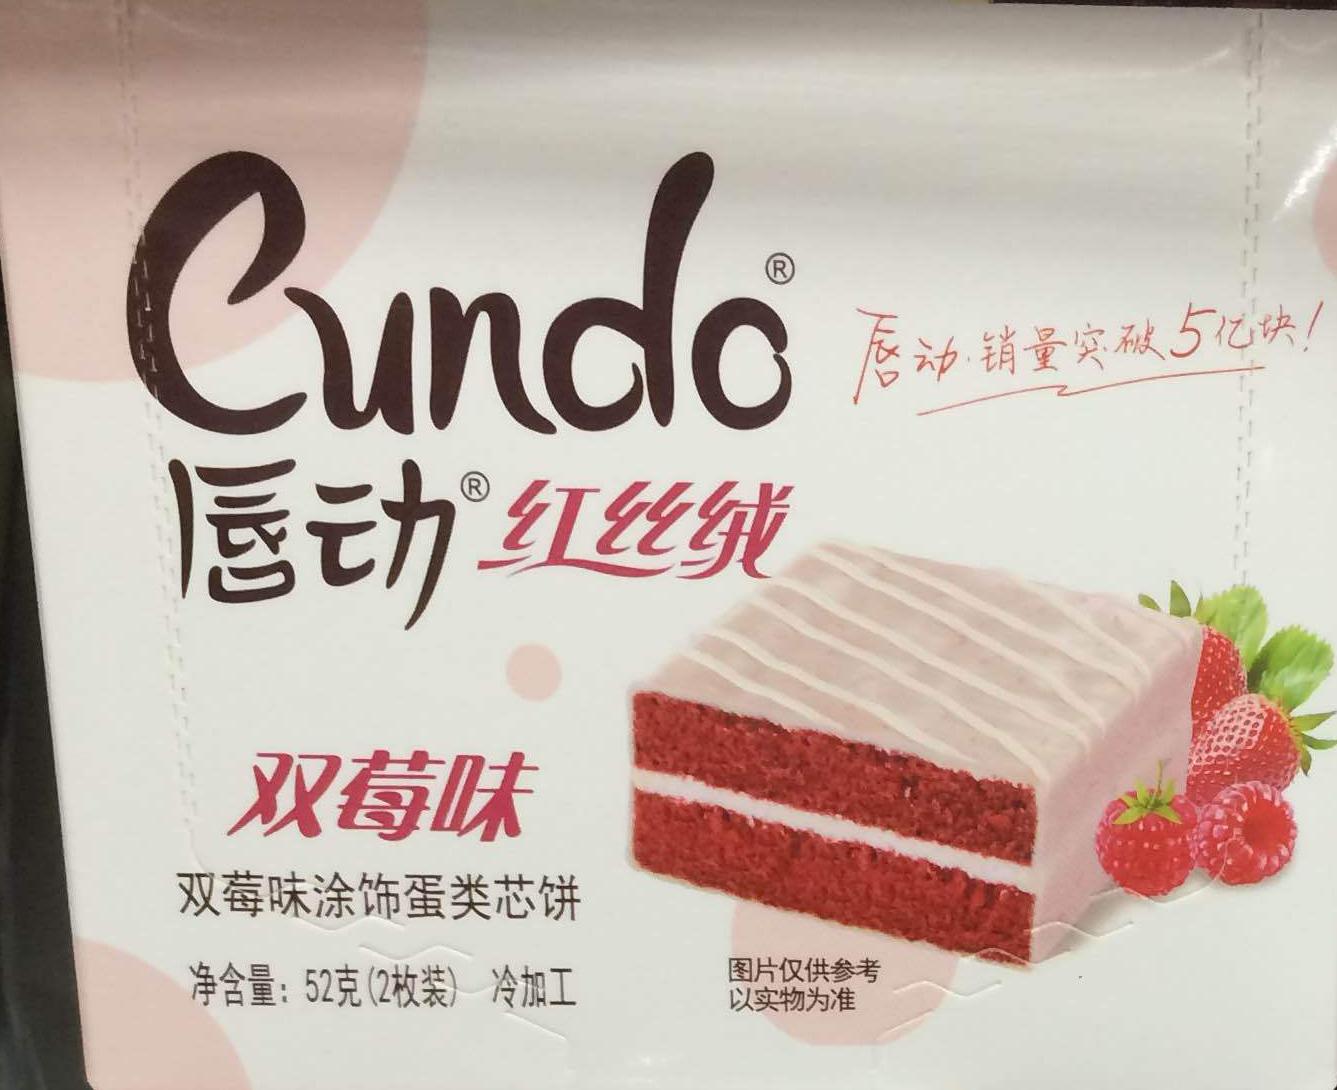 Cundo®
唇动·销量突破5亿块!
唇动® 红丝绒
双莓味
双莓味涂饰蛋类芯饼
净含量：52克(2枚装) 冷加工
图片仅供参考
以实物为准